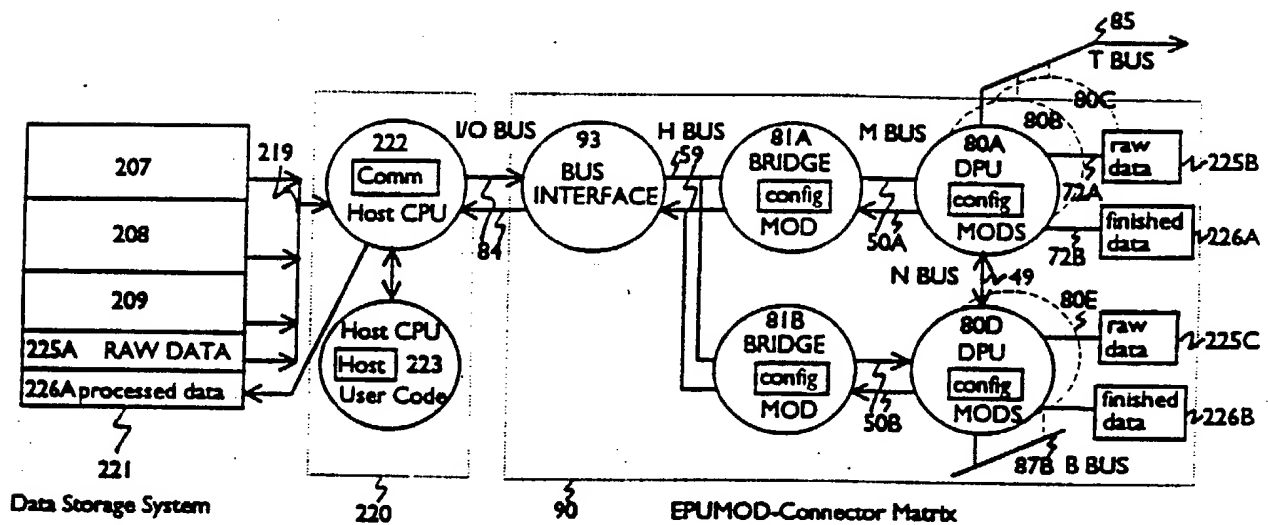 85
T BUS
80C
80B
207
219
222
Comm
Host CPU
I/O BUS
84
93
BUS
INTERFACE
H BUS
59
81A
BRIDGE
config
MOD
M BUS
50A
80A
DPU
config
MODS
72A
raw
data
225B
72B
finished
data
226A
208
209
225A RAW DATA
226A processed data
221
Data Storage System
Host CPU
Host 223
User Code
220
81B
BRIDGE
config
MOD
50B
N BUS
49
80E
80D
DPU
config
MODS
raw
data
225C
finished
data
226B
87B B BUS
90
EPUMOD-Connector Matrix